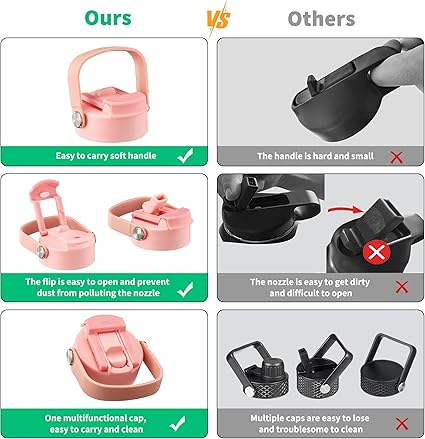 Ours
VS
Others
Easy to carry soft handle
The handle is hard and small
The flip is easy to open and prevent
dust from polluting the nozzle
The nozzle is easy to get dirty
and difficult to open
One multifunctional cap,
easy to carry and clean
Multiple caps are easy to lose
and troublesome to clean